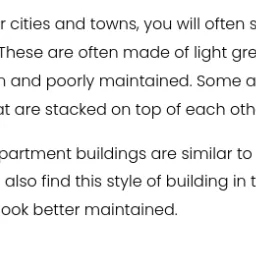 r cities and towns, you will often s
These are often made of light gre
n and poorly maintained. Some a
at are stacked on top of each oth
partment buildings are similar to
also find this style of building in t
ook better maintained.